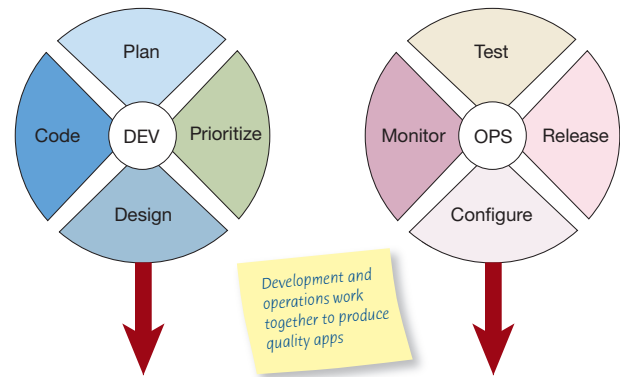 Plan
Code
DEV
Prioritize
Design
Test
Monitor
OPS
Release
Configure
Development and
operations work
together to produce
quality apps